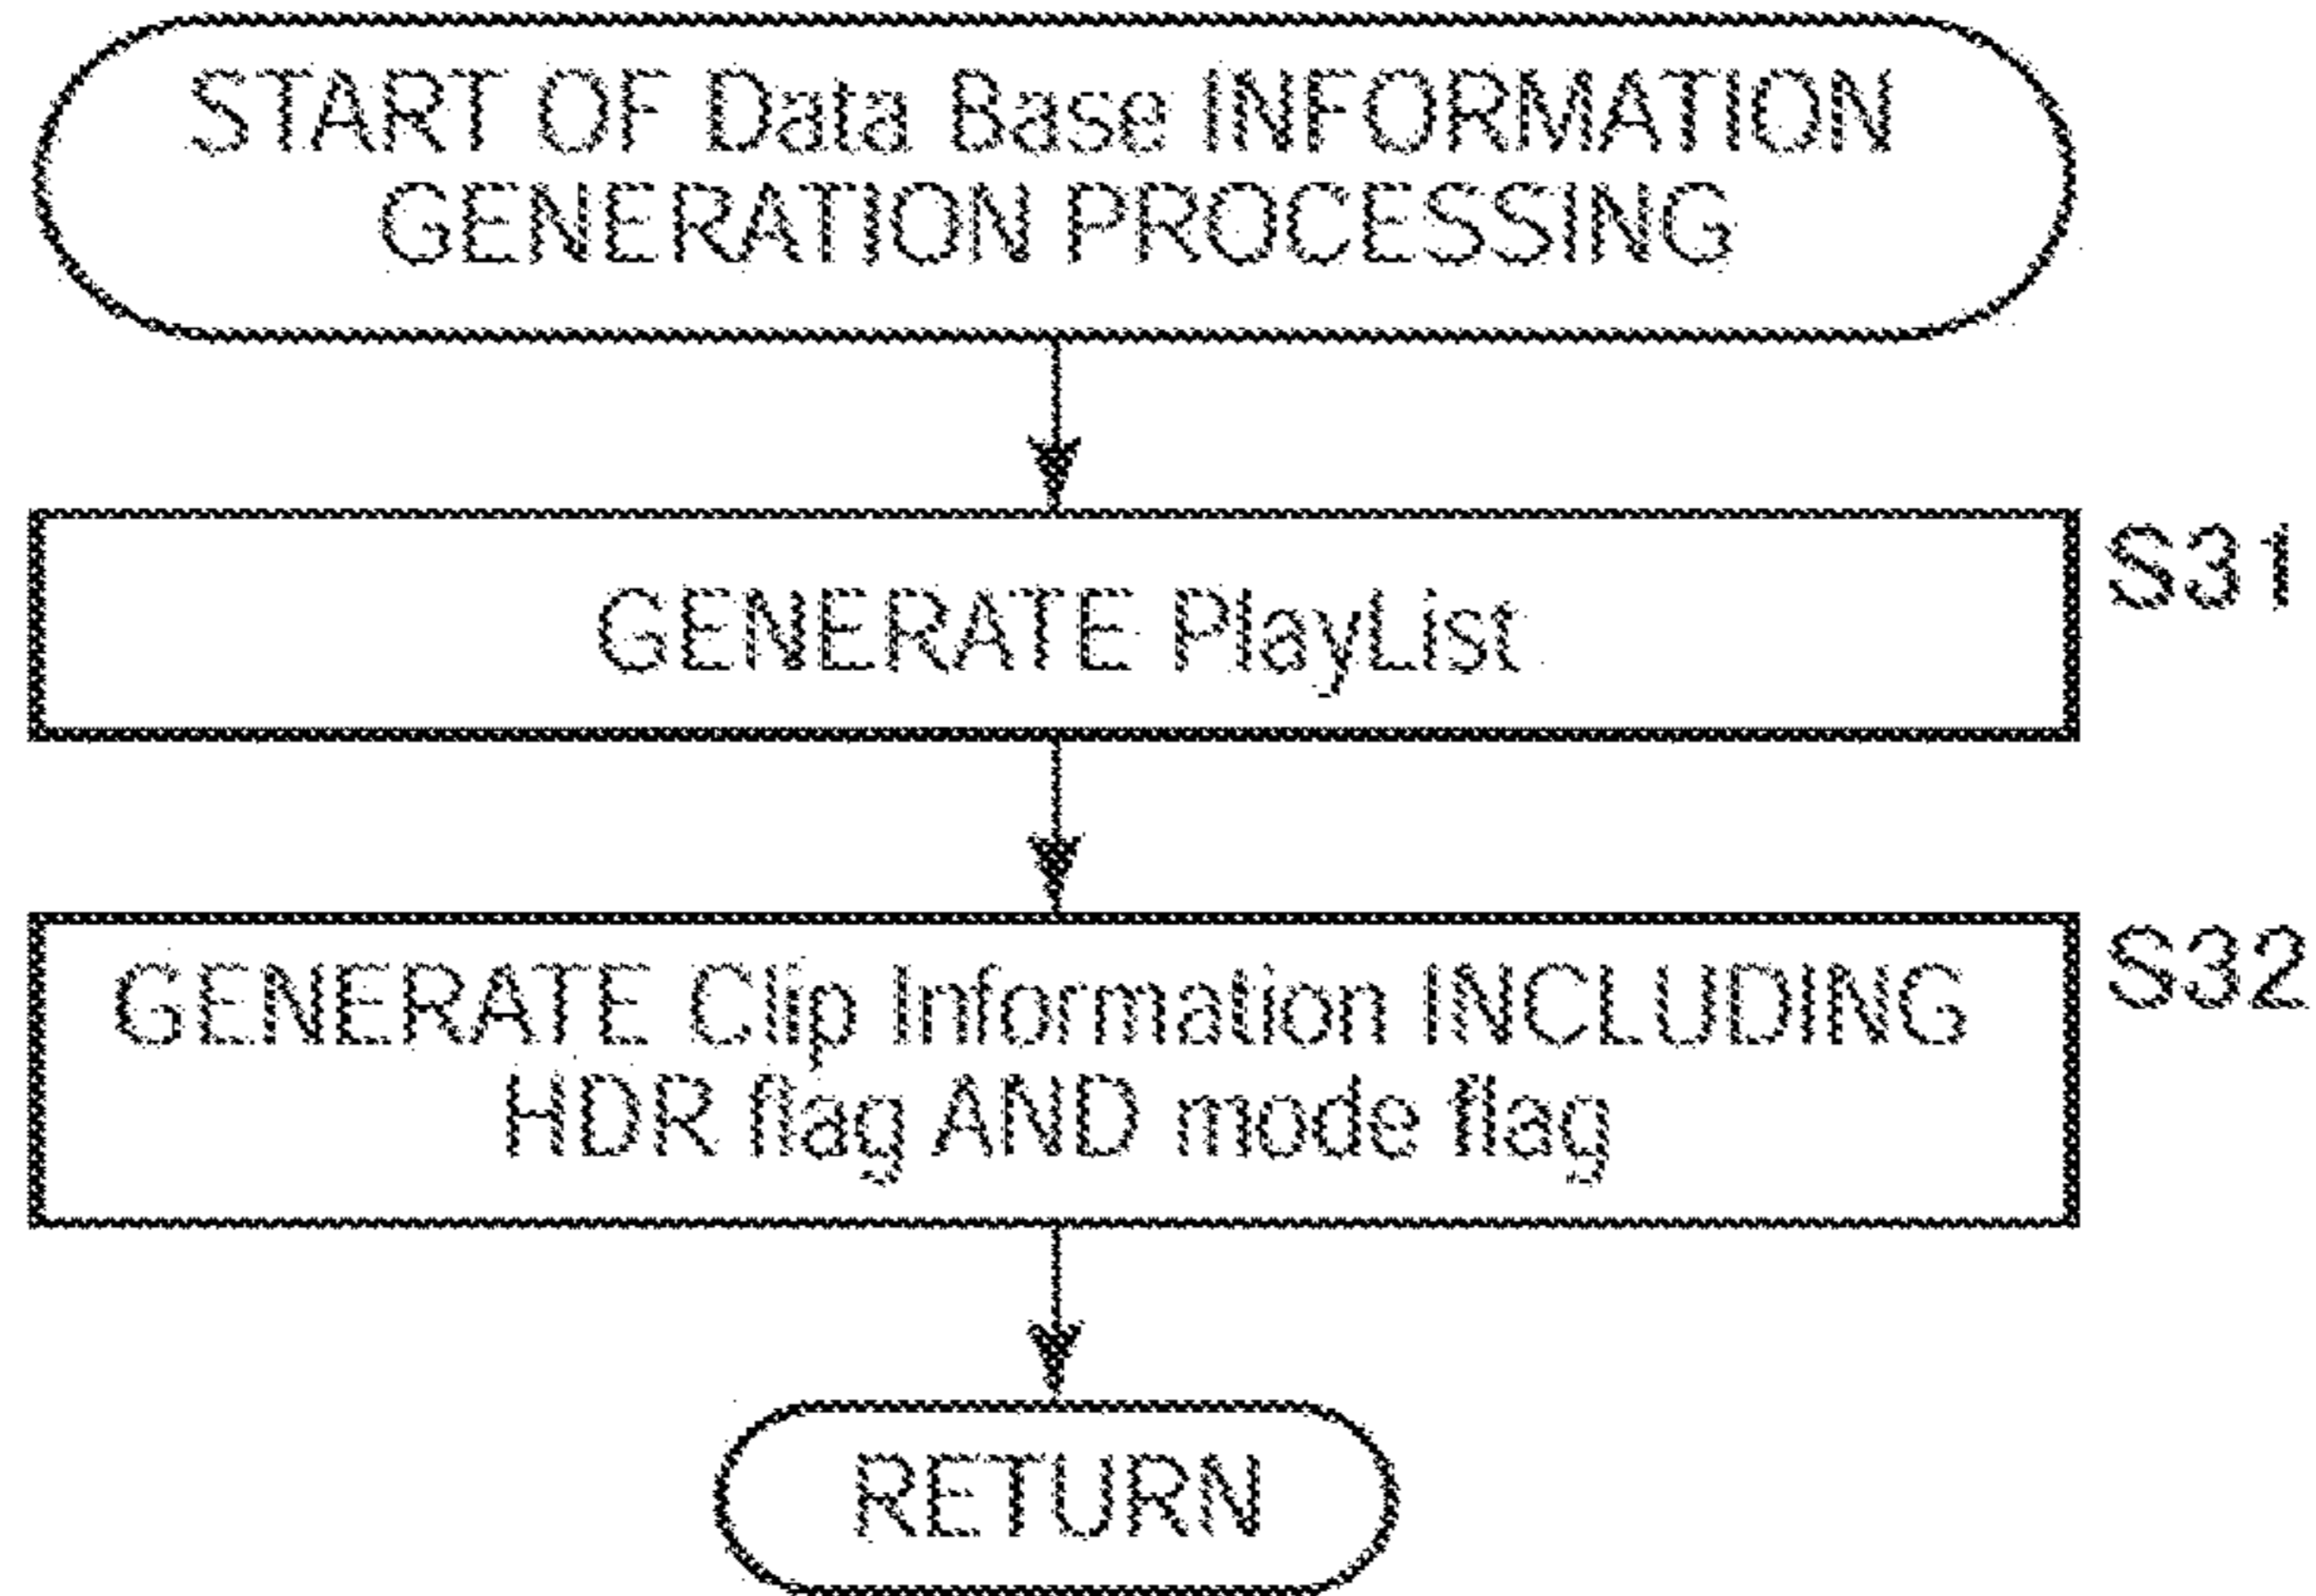 START OF Data Base INFORMATION
GENERATION PROCESSING
GENERATE PlayList
S31
GENERATE Clip Information INCLUDING
HDR flag AND mode flag
S32
RETURN